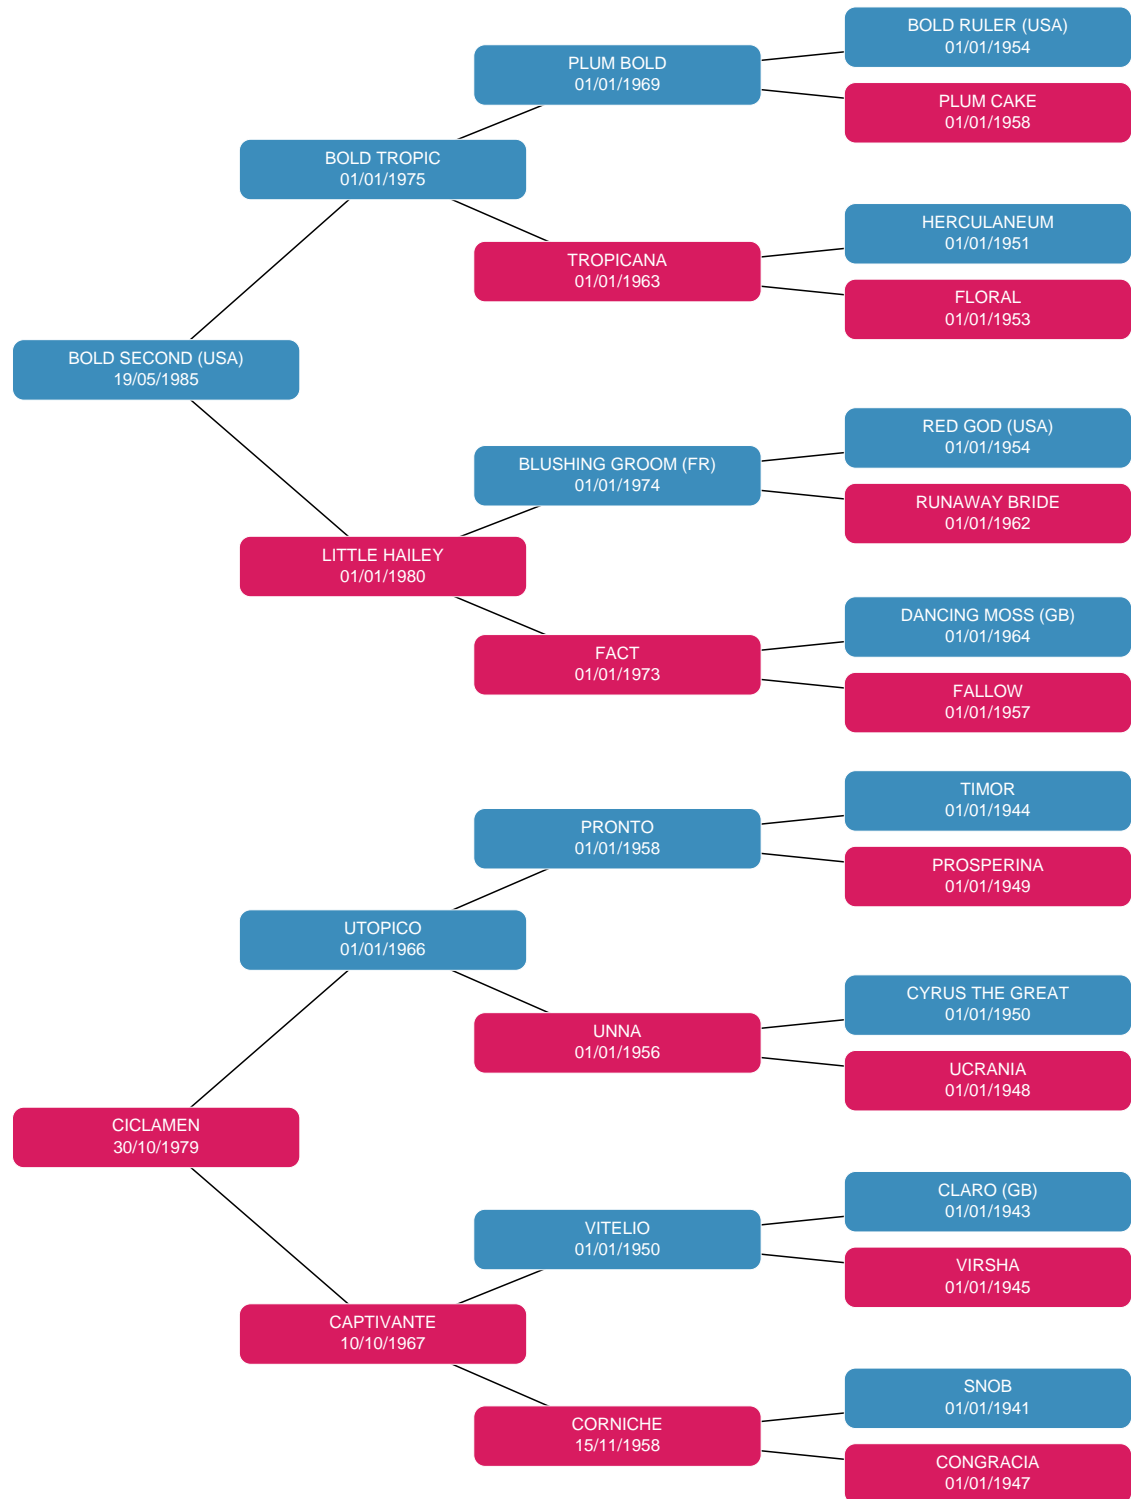 BOLD RULER (USA)
01/01/1954
PLUM BOLD
01/01/1969
PLUM CAKE
01/01/1958
BOLD TROPIC
01/01/1975
HERCULANEUM
01/01/1951
TROPICANA
01/01/1963
FLORAL
01/01/1953
BOLD SECOND (USA)
19/05/1985
RED GOD (USA)
01/01/1954
BLUSHING GROOM (FR)
01/01/1974
RUNAWAY BRIDE
01/01/1962
LITTLE HAILEY
01/01/1980
DANCING MOSS (GB)
01/01/1964
FACT
01/01/1973
FALLOW
01/01/1957
TIMOR
01/01/1944
PRONTO
01/01/1958
PROSPERINA
01/01/1949
UTOPICO
01/01/1966
CYRUS THE GREAT
01/01/1950
UNNA
01/01/1956
UCRANIA
01/01/1948
CICLAMEN
30/10/1979
CLARO (GB)
01/01/1943
VITELIO
01/01/1950
VIRSHA
01/01/1945
CAPTIVANTE
10/10/1967
SNOB
01/01/1941
CORNICHE
15/11/1958
CONGRACIA
01/01/1947